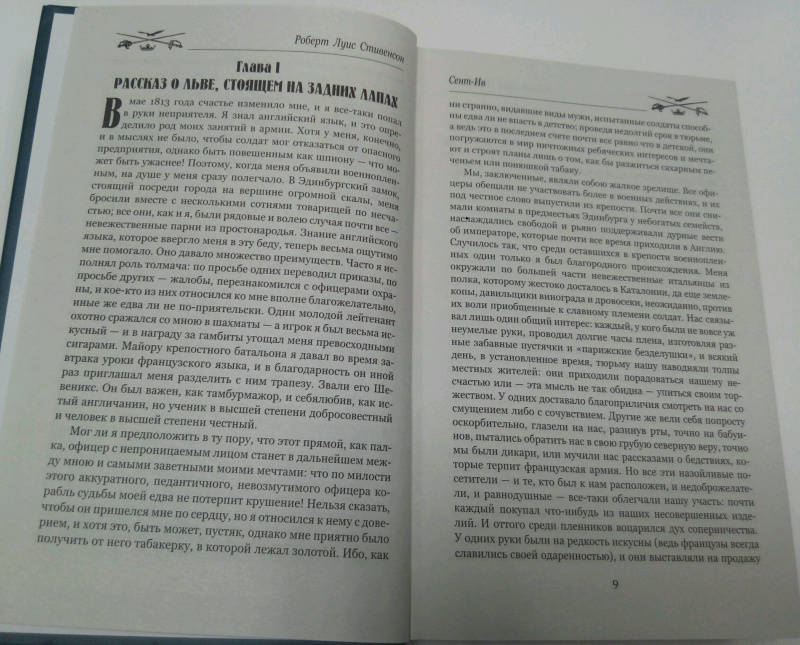 Роберт Луис Стивенсон
Глава I
РАССКАЗ О ЛЬВЕ, СТОЯЩЕМ НА ЗАДНИХ ЛАПАХ
В мае 1813 года счастье изменило мне, и я все-таки попал
в руки неприятеля. Я знал английский язык, и это опре-
делило род моих занятий в армии. Хотя у меня, конечно,
и в мыслях не было, чтобы солдат мог отказаться от опасного
предприятия, однако быть повешенным как шпиону — что мо-
жет быть ужаснее! Поэтому, когда меня объявили военноплен-
ным, на душе у меня сразу полегчало. В Эдинбургский замок,
стоящий посреди города на вершине огромной скалы, меня
бросили вместе с несколькими сотнями товарищей по несча-
стью; все они, как и я, были рядовые и волею случая почти все —
невежественные парни из простонародья. Знание английского
языка, которое ввергло меня в эту беду, теперь весьма ощутимо
мне помогало. Оно давало множество преимуществ. Часто я ис-
полнял роль толмача: по просьбе одних переводил приказы, по
просьбе других — жалобы, перезнакомился с офицерами охра-
ны, и кое-кто из них относился ко мне вполне благожелательно,
иные же едва ли не по-приятельски. Один молодой лейтенант
охотно сражался со мною в шахматы — а игрок я был весьма ис-
кусный — и в награду за гамбиты угощал меня превосходными
сигарами. Майору крепостного батальона я давал во время за-
втрака уроки французского языка, и в благодарность он иной
раз приглашал меня разделить с ним трапезу. Звали его Ше-
веникс. Он был важен, как тамбурмажор, и себялюбив, как ис-
тый англичанин, но ученик в высшей степени добросовестный
и человек в высшей степени честный.
Мог ли я предположить в ту пору, что этот прямой, как пал-
ка, офицер с непроницаемым лицом станет в дальнейшем меж-
ду мною и самыми заветными моими мечтами: что по милости
этого аккуратного, педантичного, невозмутимого офицера ко-
рабль судьбы моей едва не потерпит крушение! Нельзя сказать,
чтобы он пришелся мне по сердцу, но я относился к нему с дове-
рием, и хотя это, быть может, пустяк, однако мне приятно было
получить от него табакерку, в которой лежал золотой. Ибо, как
Сент-Ив
ни странно, видавшие виды мужи, испытанные солдаты способ-
ны едва ли не впасть в детство; проведя недолгий срок в тюрьме,
а ведь это в последнем счете почти все равно что в детской, они
погружаются в мир ничтожных ребяческих интересов и мечта-
ют и строят планы лишь о том, как бы разжиться сахарным пе-
ченьем или понюшкой табаку.
Мы, заключенные, являли собою жалкое зрелище. Все офи-
церы обещали не участвовать более в военных действиях, и их
под честное слово выпустили из крепости. Почти все они сни-
мали комнаты в предместьях Эдинбурга у небогатых семейств,
наслаждались свободой и рьяно поддерживали дурные вести
об императоре, которые почти все время приходили в Англию.
Случилось так, что среди оставшихся в крепости военноплен-
ных один только я был благородного происхождения. Меня
окружали по большей части невежественные итальянцы из
полка, которому жестоко досталось в Каталонии, да еще земле-
копы, давильщики винограда и дровосеки, неожиданно, против
их воли приобщенные к славному племени солдат. Нас связы-
вал лишь один общий интерес: каждый, у кого были не вовсе уж
неумелые руки, проводил долгие часы плена, изготовляя раз-
ные забавные пустячки и «парижские безделушки», и всякий
день, в установленное время, тюрьму нашу наводняли толпы
местных жителей: они приходили порадоваться нашему не-
счастью или — эта мысль не так обидна — упиться своим тор-
жеством. У одних доставало благоприличия смотреть на нас со
смущением либо с сочувствием. Другие же вели себя попросту
оскорбительно, глазели на нас, разинув рты, точно на бабуи-
нов, пытались обратить нас в свою грубую северную веру, точно
мы были дикари, или мучили нас рассказами о бедствиях, ко-
торые терпит французская армия. Но все эти назойливые по-
сетители — и те, кто был к нам расположен, и недоброжелате-
ли, и равнодушные — все-таки облегчали нашу участь: почти
каждый покупал что-нибудь из наших несовершенных изде-
лий. И оттого среди пленников воцарился дух соперничества.
У одних руки были на редкость искусны (ведь французы всегда
славились своей одаренностью), и они выставляли на продажу
9